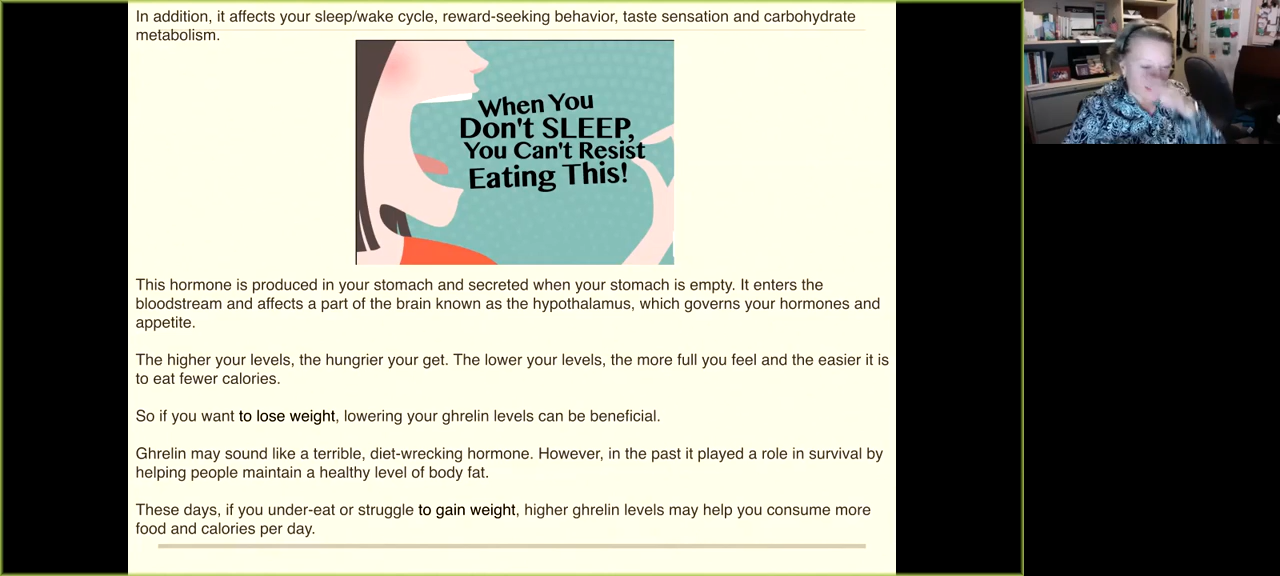 In addition, it affects your sleep/wake cycle, reward-seeking behavior, taste sensation and carbohydrate
metabolism.
When You
Don't SLEEP,
You Can't Resist
Eating This!
This hormone is produced in your stomach and secreted when your stomach is empty. It enters the
bloodstream and affects a part of the brain known as the hypothalamus, which governs your hormones and
appetite.
The higher your levels, the hungrier your get. The lower your levels, the more full you feel and the easier it is
to eat fewer calories.
So if you want to lose weight, lowering your ghrelin levels can be beneficial.
Ghrelin may sound like a terrible, diet-wrecking hormone. However, in the past it played a role in survival by
helping people maintain a healthy level of body fat.
These days, if you under-eat or struggle to gain weight, higher ghrelin levels may help you consume more
food and calories per day.